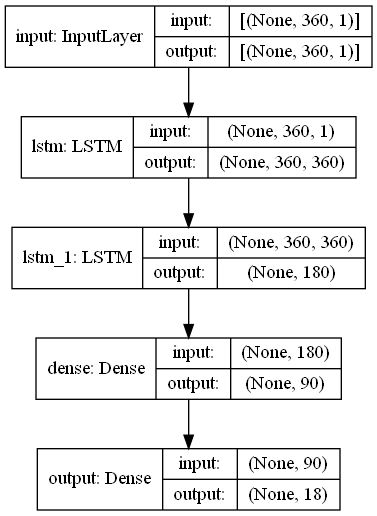 input: InputLayer
input: [(None, 360, 1)]
output: [(None, 360, 1)]
lstm: LSTM
input: (None, 360, 1)
output: (None, 360, 360)
lstm_1: LSTM
input: (None, 360, 360)
output: (None, 180)
dense: Dense
input: (None, 180)
output: (None, 90)
output: Dense
input: (None, 90)
output: (None, 18)